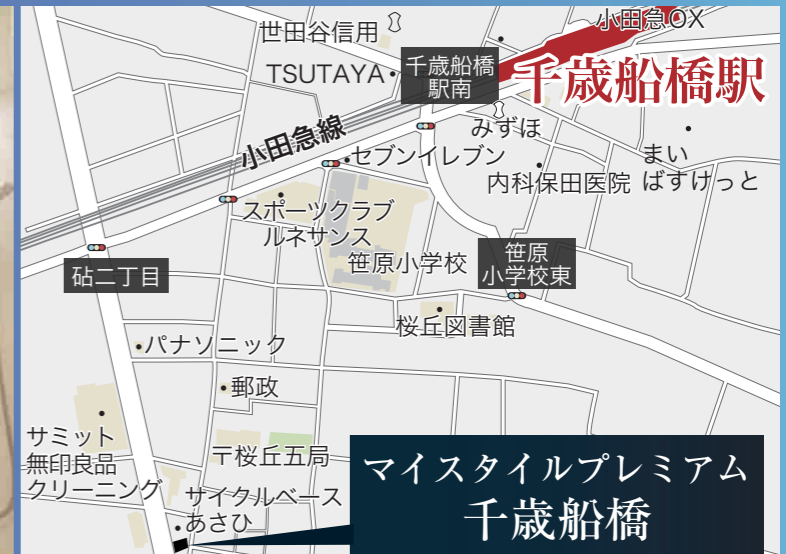 小田急OX
世田谷信用
TSUTAYA
千歳船橋
駅南
千歳船橋駅
みずほ
小田急線
セブンイレブン
まい
ばすけっと
内科保田医院
スポーツクラブ
ルネサンス
笹原小学校
笹原
小学校東
砧二丁目
桜丘図書館
パナソニック
郵政
サミット
無印良品
クリーニング
〒桜丘五局
サイクルベース
あさひ
マイスタイルプレミアム
千歳船橋